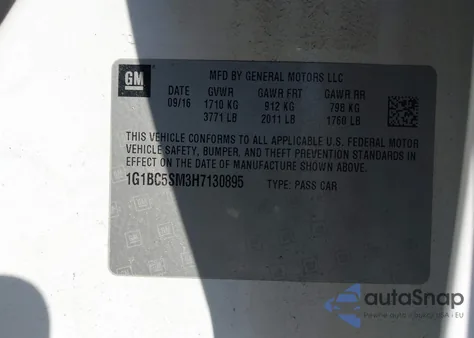 GM
MFD BY GENERAL MOTORS LLC
DATE GVWR GAWR FRT GAWR RR
09/16 1710 KG 912 KG 798 KG
3771 LB 2011 LB 1760 LB
THIS VEHICLE CONFORMS TO ALL APPLICABLE U.S. FEDERAL MOTOR
VEHICLE SAFETY, BUMPER, AND THEFT PREVENTION STANDARDS IN
EFFECT ON THE DATE OF MANUFACTURE SHOWN ABOVE.
1G1BC5SM3H7130895 TYPE: PASS CAR
autoSnap